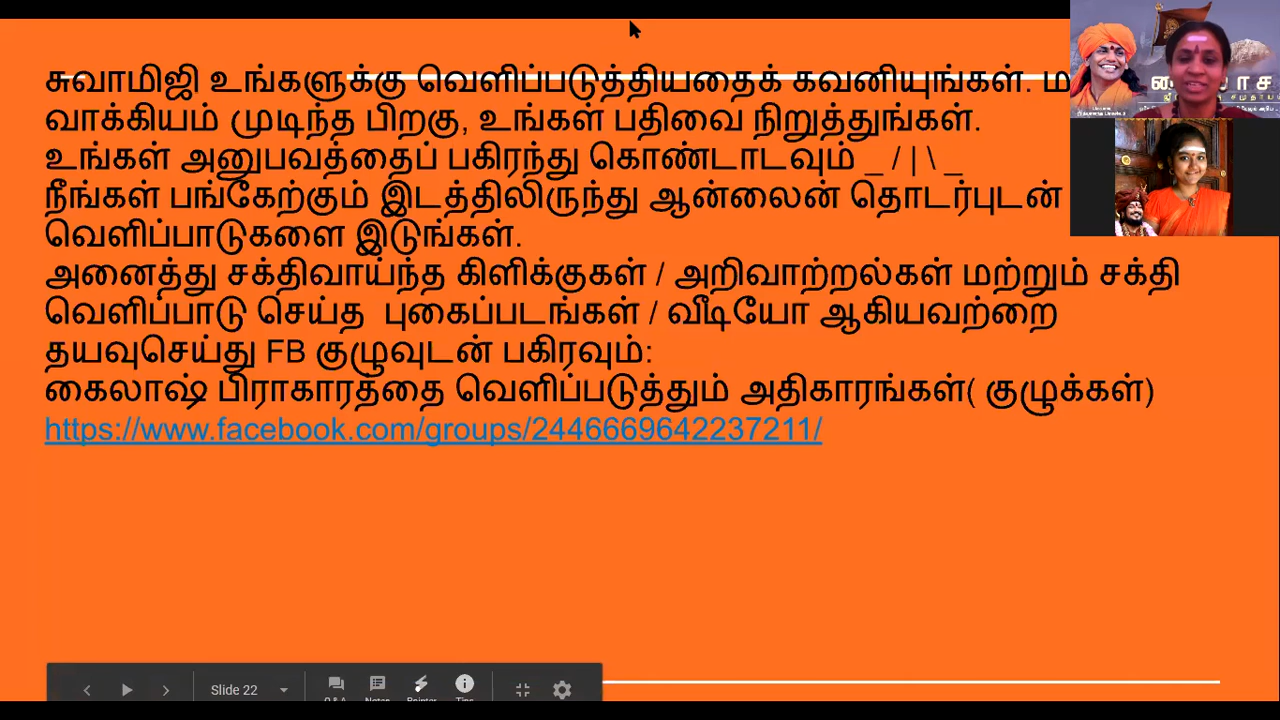 சுவாமிஜி உங்களுக்கு வெளிப்படுத்தியதைக் கவனியுங்கள்.
வாக்கியம் முடிந்த பிறகு, உங்கள் பதிவை நிறுத்துங்கள்.
உங்கள் அனுபவத்தைப் பகிரந்து கொண்டாடவும் _ / | \ _
நீங்கள் பங்கேற்கும் இடத்திலிருந்து ஆன்லைன் தொடர்புடன்
வெளிப்பாடுகளை இடுங்கள்.
அனைத்து சக்திவாய்ந்த கிளிக்குகள் / அறிவாற்றல்கள் மற்றும் சக்தி
வெளிப்பாடு செய்த புகைப்படங்கள் / வீடியோ ஆகியவற்றை
தயவுசெய்து FB குழுவுடன் பகிரவும்:
கைலாஷ் பிராகாரத்தை வெளிப்படுத்தும் அதிகாரங்கள்( குழுக்கள்)
https://www.facebook.com/groups/2446669642237211/
Slide 22